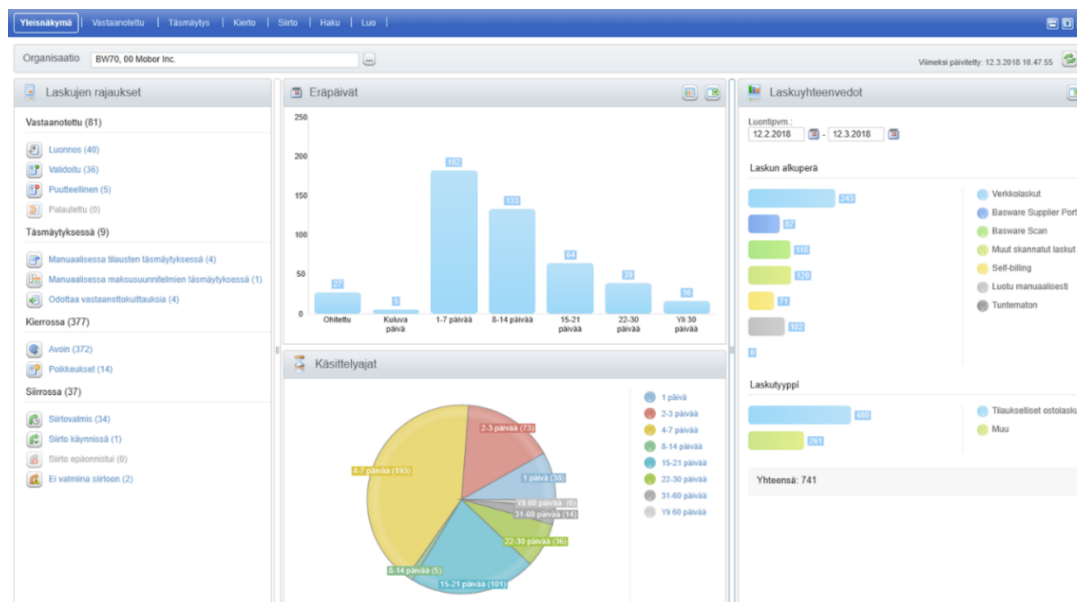 Yleisnäkymä | Vastaanotettu | Täsmäytys | Kierto | Siirto | Haku | Luo |
Organisaatio BW70, 00 Mobor Inc. ...
Viimeksi päivitetty: 12.3.2018 10.47.55
Laskujen rajaukset
Vastaanotettu (81)
Luonnos (40)
Validoitu (36)
Puutteellinen (5)
Palautettu (0)
Täsmäytyksessä (9)
Manuaalisessa tilausten täsmäytyksessä (4)
Manuaalisessa maksusuunnitelmien täsmäytyksessä (1)
Odottaa vastaanottokuittauksia (4)
Kierrossa (377)
Avoin (372)
Poikkeukset (14)
Siirrossa (37)
Siirtovalmis (34)
Siirto käynnissä (1)
Siirto epäonnistui (0)
Ei valmiina siirtoon (2)
Eräpäivät
250
200
150
100
50
0
27
5
182
133
64
39
16
Ohitettu
Kuluva
päivä
1-7 päivää
8-14 päivää
15-21
päivää
22-30
päivää
Yli 30
päivää
Käsittelyajat
2-3 päivää (73)
4-7 päivää (193)
1 päivä (38)
Yli 60 päivää (0)
31-60 päivää (14)
22-30 päivää (36)
8-14 päivää (5)
15-21 päivää (101)
1 päivä
2-3 päivää
4-7 päivää
8-14 päivää
15-21 päivää
22-30 päivää
31-60 päivää
Yli 60 päivää
Laskuyhteenvedot
Luontipvm.:
12.2.2018 - 12.3.2018
Laskun alkuperä
243
87
118
120
71
102
0
Verkkolaskut
Basware Supplier Port
Basware Scan
Muut skannatut laskut
Self-billing
Luotu manuaalisesti
Tuntematon
Laskutyyppi
480
261
Tilaukselliset ostolasku
Muu
Yhteensä: 741